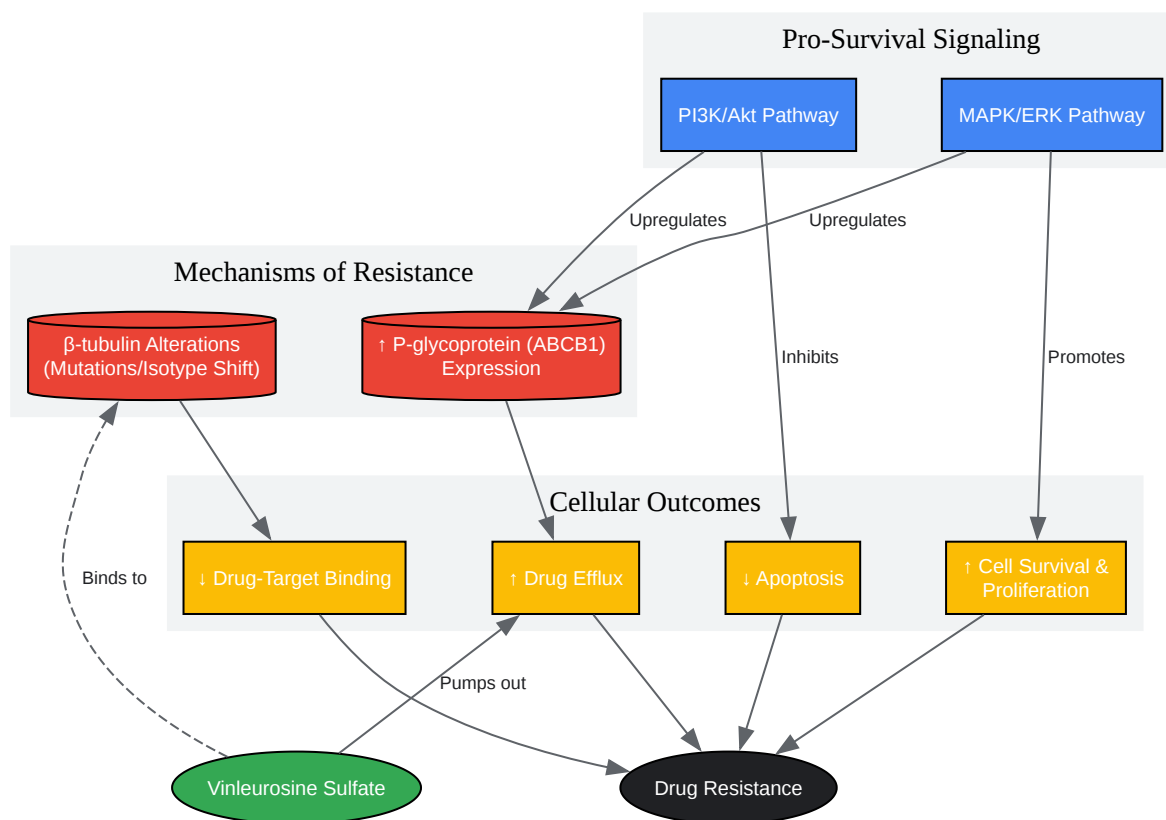 Pro-Survival Signaling
PI3K/Akt Pathway
MAPK/ERK Pathway
Upregulates
Upregulates
Mechanisms of Resistance
β-tubulin Alterations
(Mutations/Isotype Shift)
↑ P-glycoprotein (ABCB1)
Expression
Inhibits
Promotes
Cellular Outcomes
↓ Drug-Target Binding
↑ Drug Efflux
↓ Apoptosis
↑ Cell Survival &
Proliferation
Binds to
Pumps out
Vinleurosine Sulfate
Drug Resistance